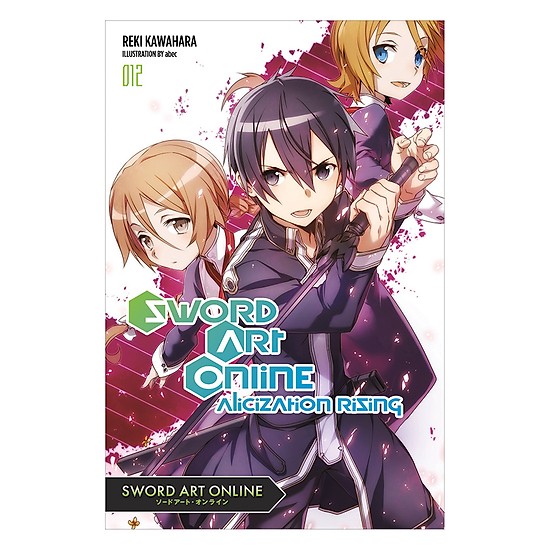 REKI KAWAHARA
ILLUSTRATION BY abec
012
SWORD
ART
ONLINE
ALICIZATION RISING
SWORD ART ONLINE
ソードアート・オンライン